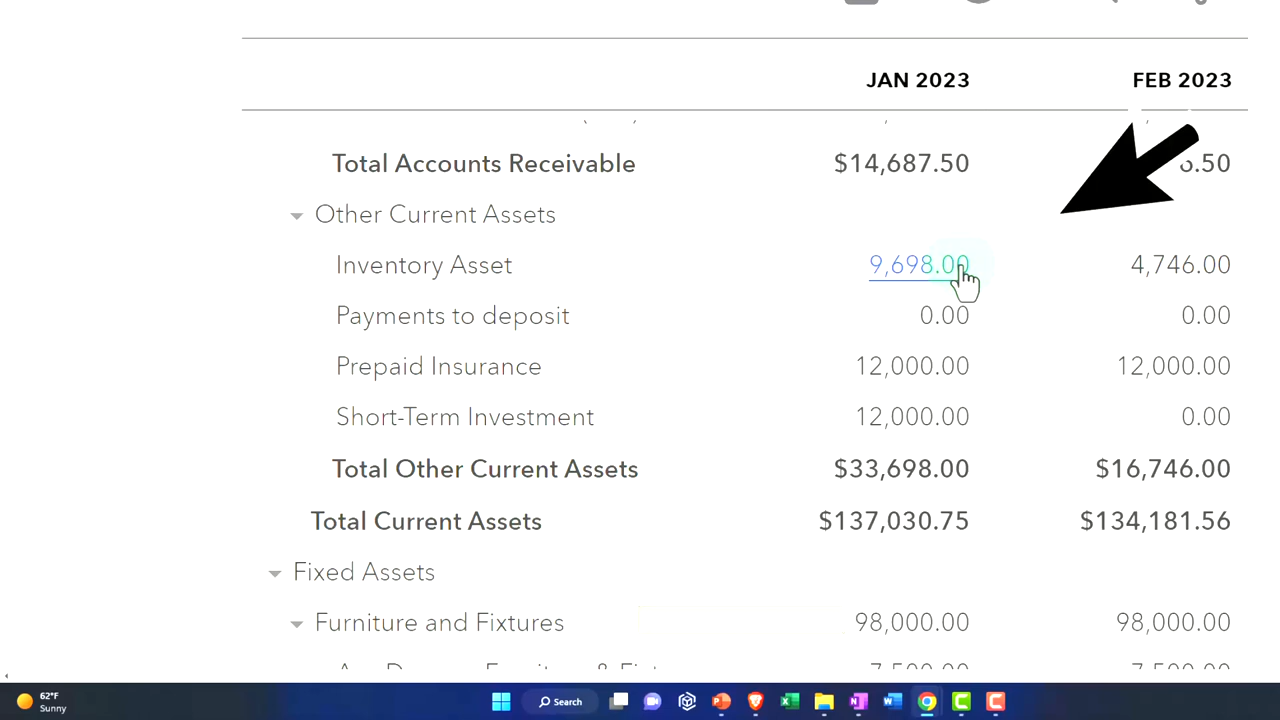 JAN 2023 FEB 2023
Total Accounts Receivable $14,687.50 .50
Other Current Assets
Inventory Asset 9,698.00 4,746.00
Payments to deposit 0.00 0.00
Prepaid Insurance 12,000.00 12,000.00
Short-Term Investment 12,000.00 0.00
Total Other Current Assets $33,698.00 $16,746.00
Total Current Assets $137,030.75 $134,181.56
Fixed Assets
Furniture and Fixtures 98,000.00 98,000.00
62°F
Sunny
Search